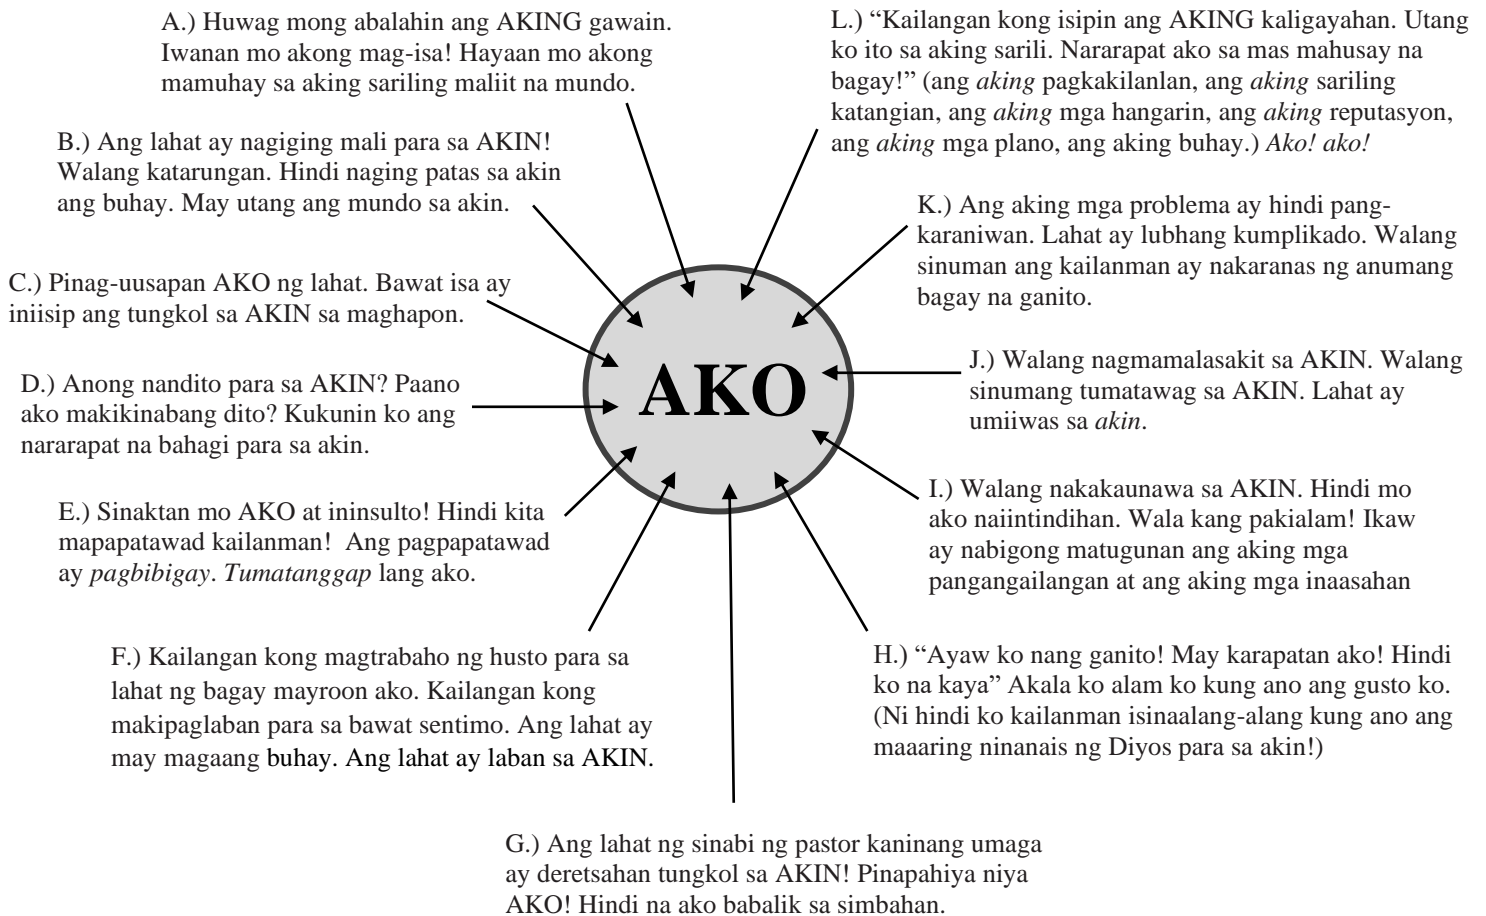 A.) Huwag mong abalahin ang AKING gawain.
Iwanan mo akong mag-isa! Hayaan mo akong
mamuhay sa aking sariling maliit na mundo.
B.) Ang lahat ay nagiging mali para sa AKIN!
Walang katarungan. Hindi naging patas sa akin
ang buhay. May utang ang mundo sa akin.
C.) Pinag-uusapan AKO ng lahat. Bawat isa ay
iniisip ang tungkol sa AKIN sa maghapon.
D.) Anong nandito para sa AKIN? Paano
ako makikinabang dito? Kukunin ko ang
nararapat na bahagi para sa akin.
E.) Sinaktan mo AKO at ininsulto! Hindi kita
mapapatawad kailanman!  Ang pagpapatawad
ay pagbibigay. Tumatanggap lang ako.
F.) Kailangan kong magtrabaho ng husto para sa
lahat ng bagay mayroon ako. Kailangan kong
makipaglaban para sa bawat sentimo. Ang lahat ay
may magaang buhay. Ang lahat ay laban sa AKIN.
G.) Ang lahat ng sinabi ng pastor kaninang umaga
ay deretsahan tungkol sa AKIN! Pinapahiya niya
AKO! Hindi na ako babalik sa simbahan.
AKO
L.) “Kailangan kong isipin ang AKING kaligayahan. Utang
ko ito sa aking sarili. Nararapat ako sa mas mahusay na
bagay!” (ang aking pagkakilanlan, ang aking sariling
katangian, ang aking mga hangarin, ang aking reputasyon,
ang aking mga plano, ang aking buhay.) Ako! ako!
K.) Ang aking mga problema ay hindi pang-
karaniwan. Lahat ay lubhang kumplikado. Walang
sinuman ang kailanman ay nakaranas ng anumang
bagay na ganito.
J.) Walang nagmamalasakit sa AKIN. Walang
sinumang tumatawag sa AKIN. Lahat ay
umiiwas sa akin.
I.) Walang nakakaunawa sa AKIN. Hindi mo
ako naiintindihan. Wala kang pakialam! Ikaw
ay nabigong matugunan ang aking mga
pangangailangan at ang aking mga inaasahan
H.) “Ayaw ko nang ganito! May karapatan ako! Hindi
ko na kaya” Akala ko alam ko kung ano ang gusto ko.
(Ni hindi ko kailanman isinaalang-alang kung ano ang
maaaring ninanais ng Diyos para sa akin!)